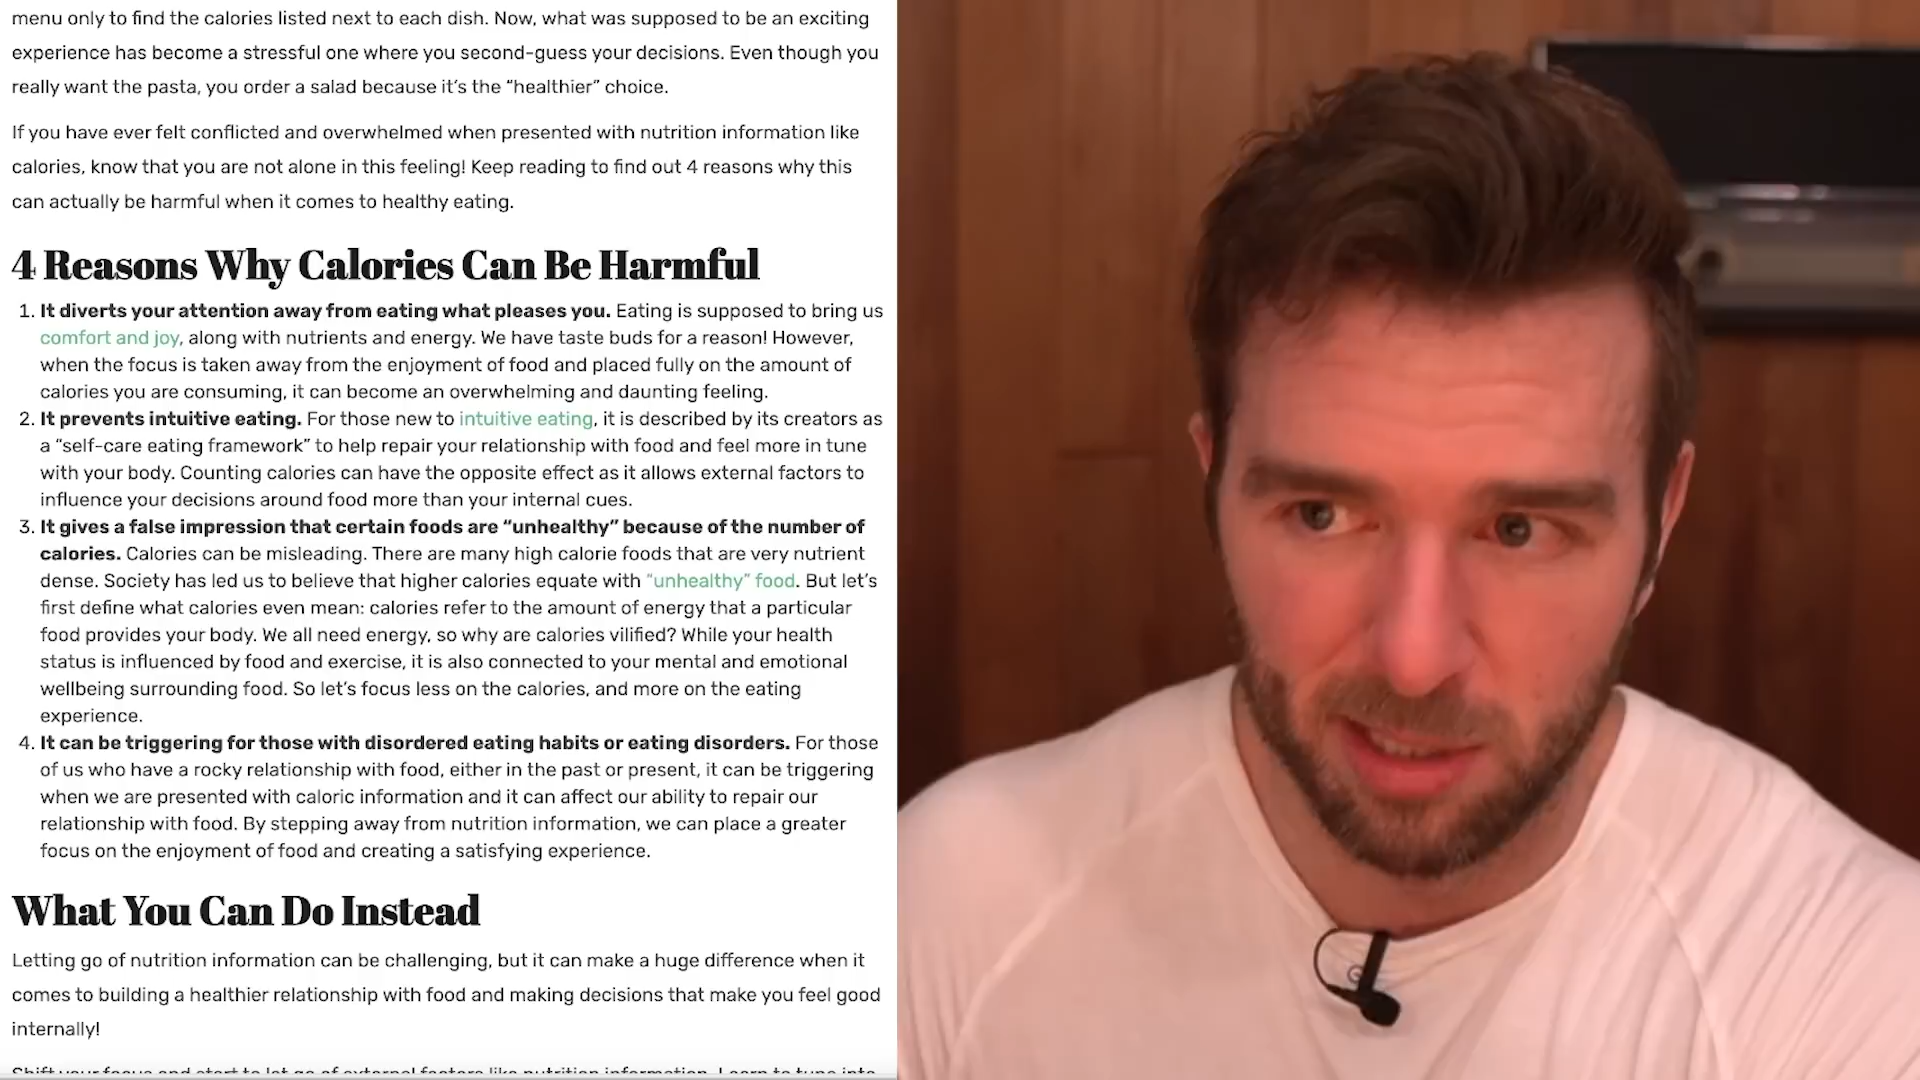 menu only to find the calories listed next to each dish. Now, what was supposed to be an exciting
experience has become a stressful one where you second-guess your decisions. Even though you
really want the pasta, you order a salad because it’s the “healthier” choice.
If you have ever felt conflicted and overwhelmed when presented with nutrition information like
calories, know that you are not alone in this feeling! Keep reading to find out 4 reasons why this
can actually be harmful when it comes to healthy eating.
4 Reasons Why Calories Can Be Harmful
1. It diverts your attention away from eating what pleases you. Eating is supposed to bring us
comfort and joy, along with nutrients and energy. We have taste buds for a reason! However,
when the focus is taken away from the enjoyment of food and placed fully on the amount of
calories you are consuming, it can become an overwhelming and daunting feeling.
2. It prevents intuitive eating. For those new to intuitive eating, it is described by its creators as
a “self-care eating framework” to help repair your relationship with food and feel more in tune
with your body. Counting calories can have the opposite effect as it allows external factors to
influence your decisions around food more than your internal cues.
3. It gives a false impression that certain foods are “unhealthy” because of the number of
calories. Calories can be misleading. There are many high calorie foods that are very nutrient
dense. Society has led us to believe that higher calories equate with “unhealthy” food. But let’s
first define what calories even mean: calories refer to the amount of energy that a particular
food provides your body. We all need energy, so why are calories vilified? While your health
status is influenced by food and exercise, it is also connected to your mental and emotional
wellbeing surrounding food. So let’s focus less on the calories, and more on the eating
experience.
4. It can be triggering for those with disordered eating habits or eating disorders. For those
of us who have a rocky relationship with food, either in the past or present, it can be triggering
when we are presented with caloric information and it can affect our ability to repair our
relationship with food. By stepping away from nutrition information, we can place a greater
focus on the enjoyment of food and creating a satisfying experience.
What You Can Do Instead
Letting go of nutrition information can be challenging, but it can make a huge difference when it
comes to building a healthier relationship with food and making decisions that make you feel good
internally!
Shift your focus and start to let go of external factors like nutrition information. Learn to tune into